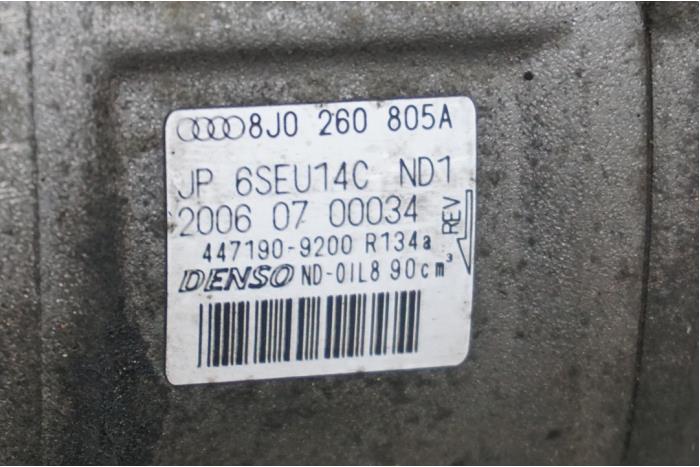 8J0 260 805A
JP 6SEU14C ND1
2006 07 00034
REV
447190-9200 R134a
DENSO ND-OIL8 90cm³